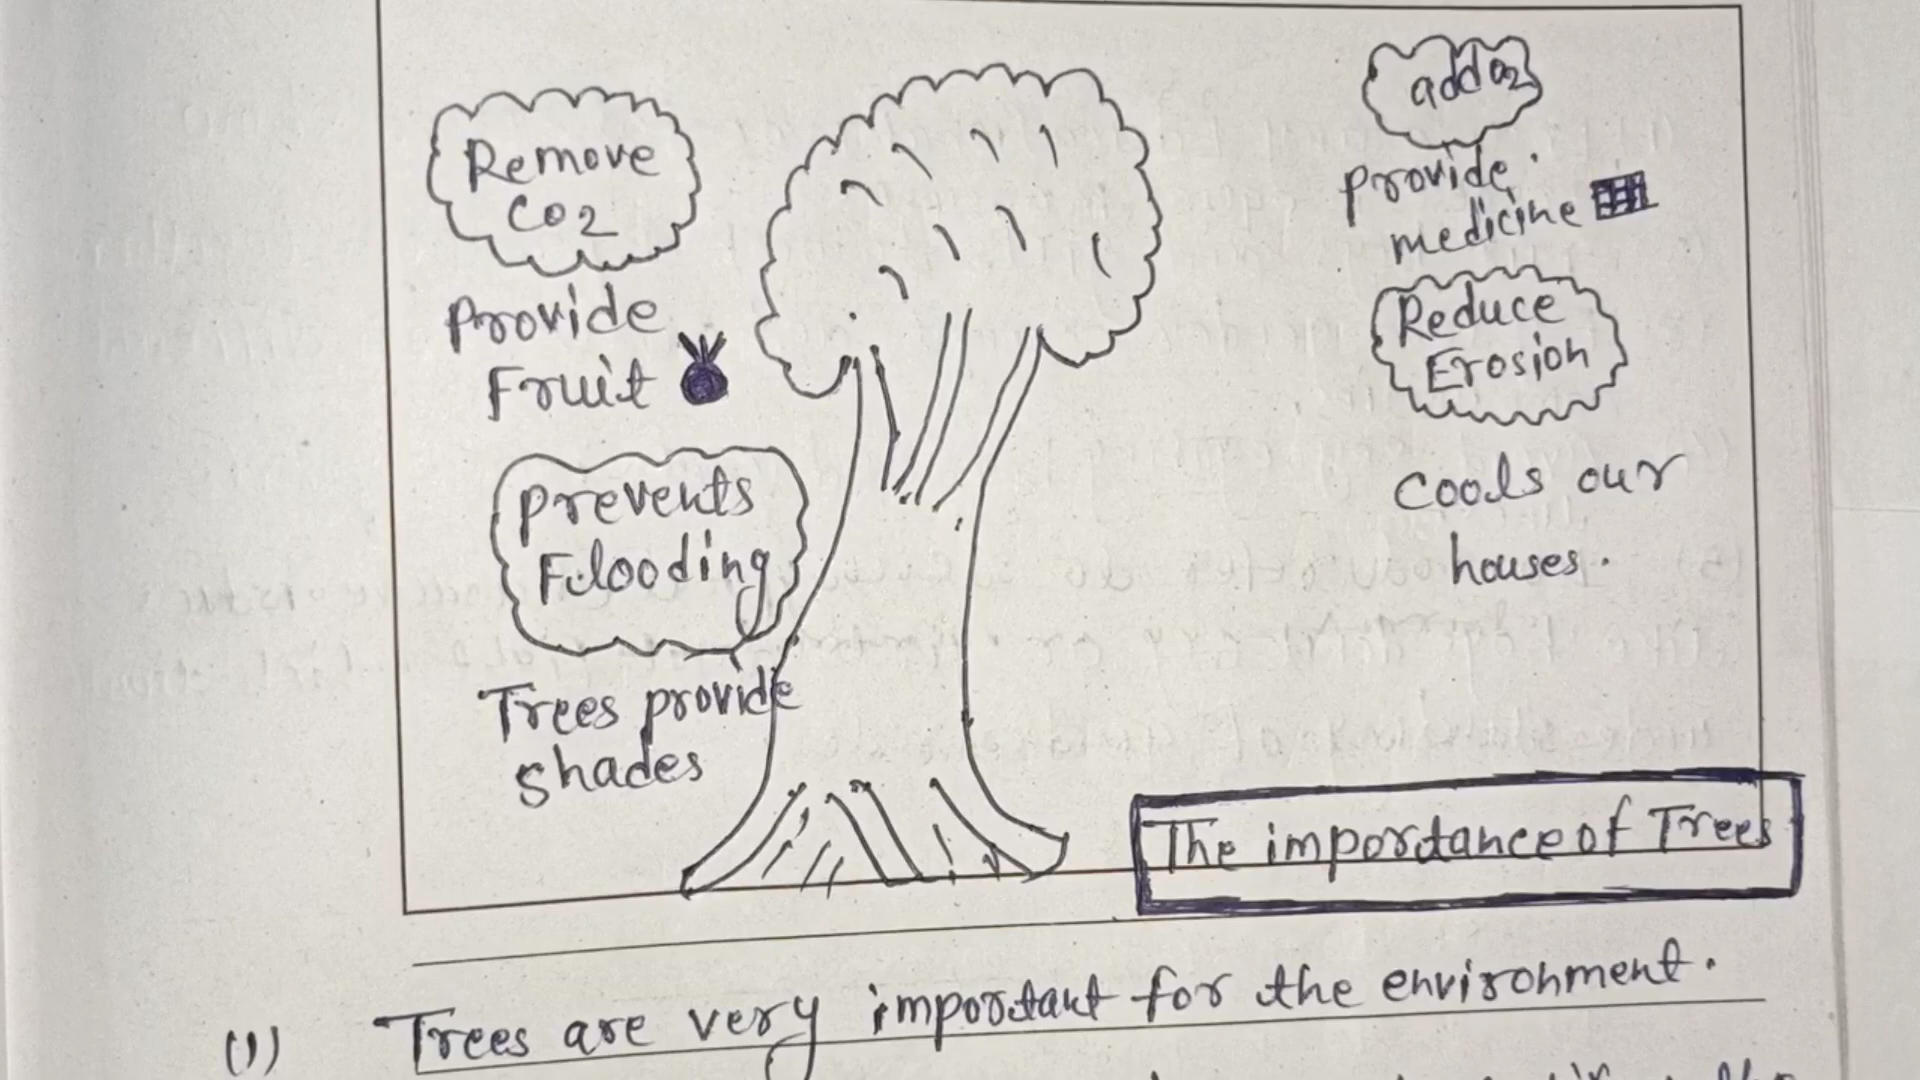 Remove
CO2
Provide
Fruit
Prevents
Flooding
Trees provide
shades
add o2
provide
medicine
Reduce
Erosion
Cools our
houses.
The importance of Trees
(1) Trees are very important for the environment.